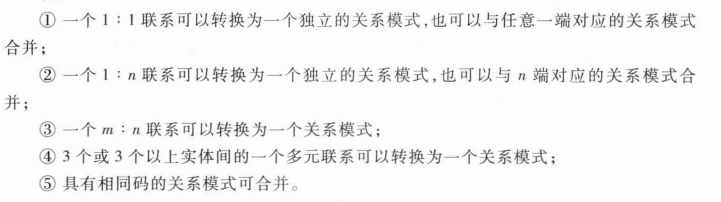 ① 一个 1∶1 联系可以转换为一个独立的关系模式,也可以与任意一端对应的关系模式
合并;
② 一个 1∶n 联系可以转换为一个独立的关系模式,也可以与 n 端对应的关系模式合
并;
③ 一个 m∶n 联系可以转换为一个关系模式;
④ 3 个或 3 个以上实体间的一个多元联系可以转换为一个关系模式;
⑤ 具有相同码的关系模式可合并。